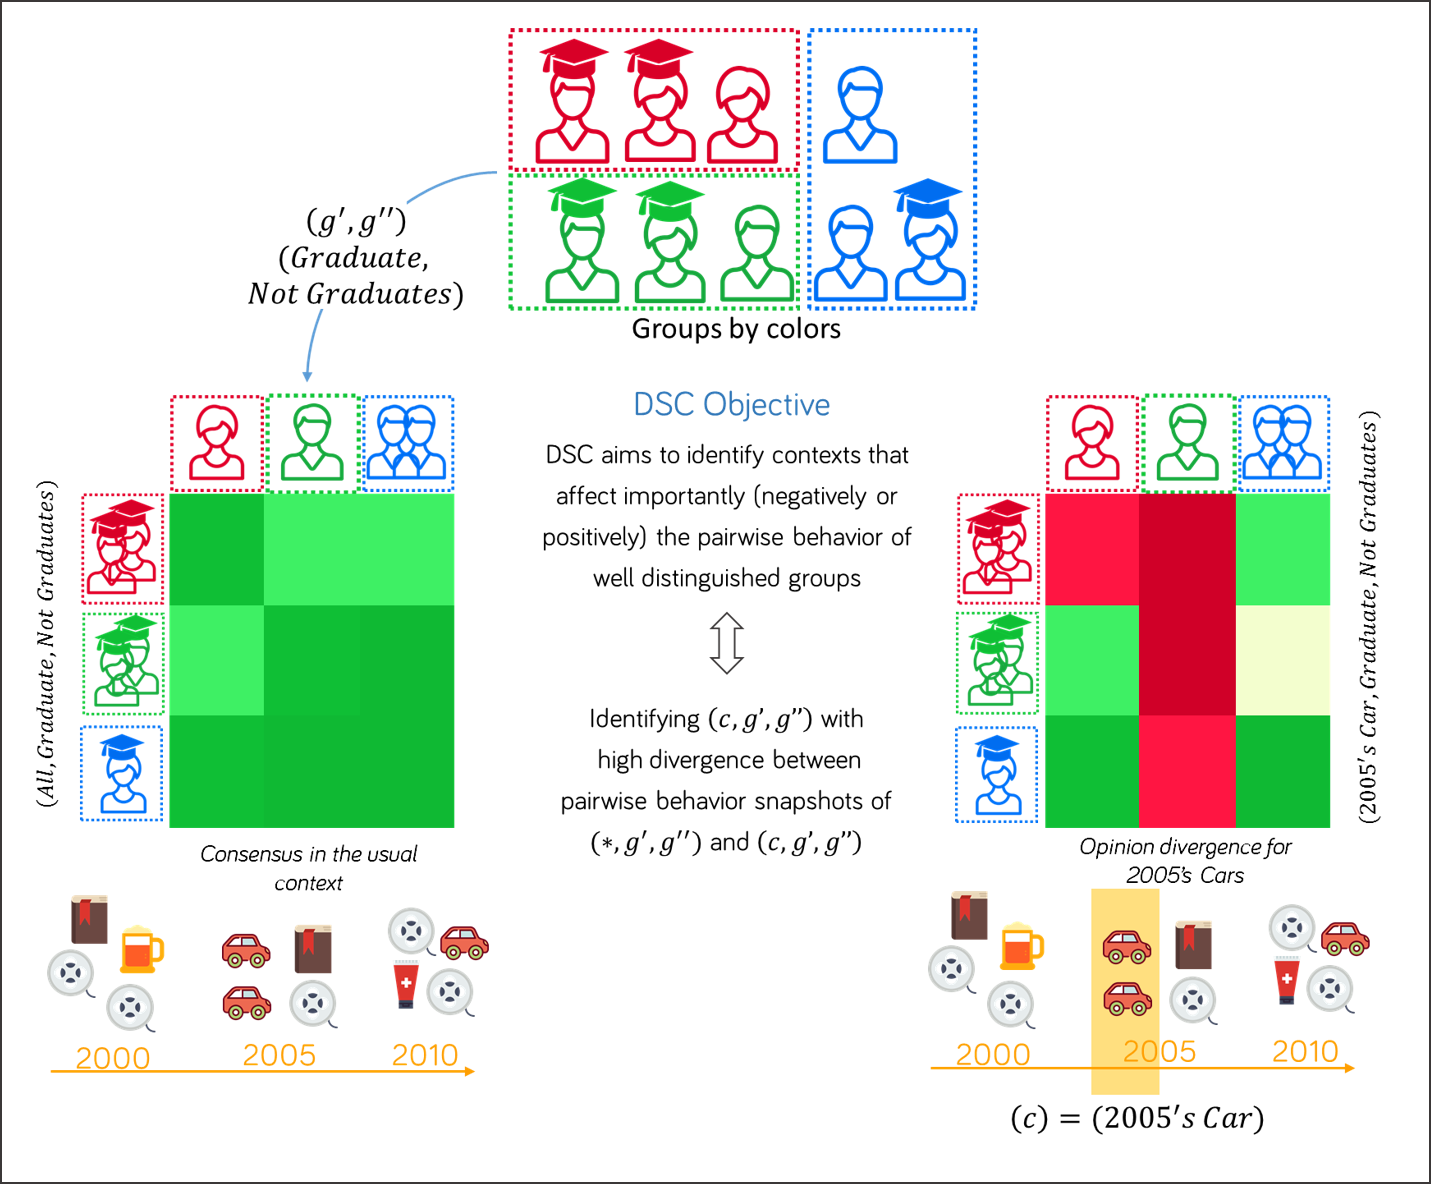 (g′, g′′)
(Graduate,
Not Graduates)
Groups by colors
DSC Objective
DSC aims to identify contexts that
affect importantly (negatively or
positively) the pairwise behavior of
well distinguished groups
Identifying (c, g’, g”) with
high divergence between
pairwise behavior snapshots of
(∗, g′, g′′) and (c, g’, g”)
(All, Graduate, Not Graduates)
Consensus in the usual
context
2000 2005 2010
(2005′s Car, Graduate, Not Graduates)
Opinion divergence for
2005's Cars
2000 2005 2010
(c) = (2005′s Car)